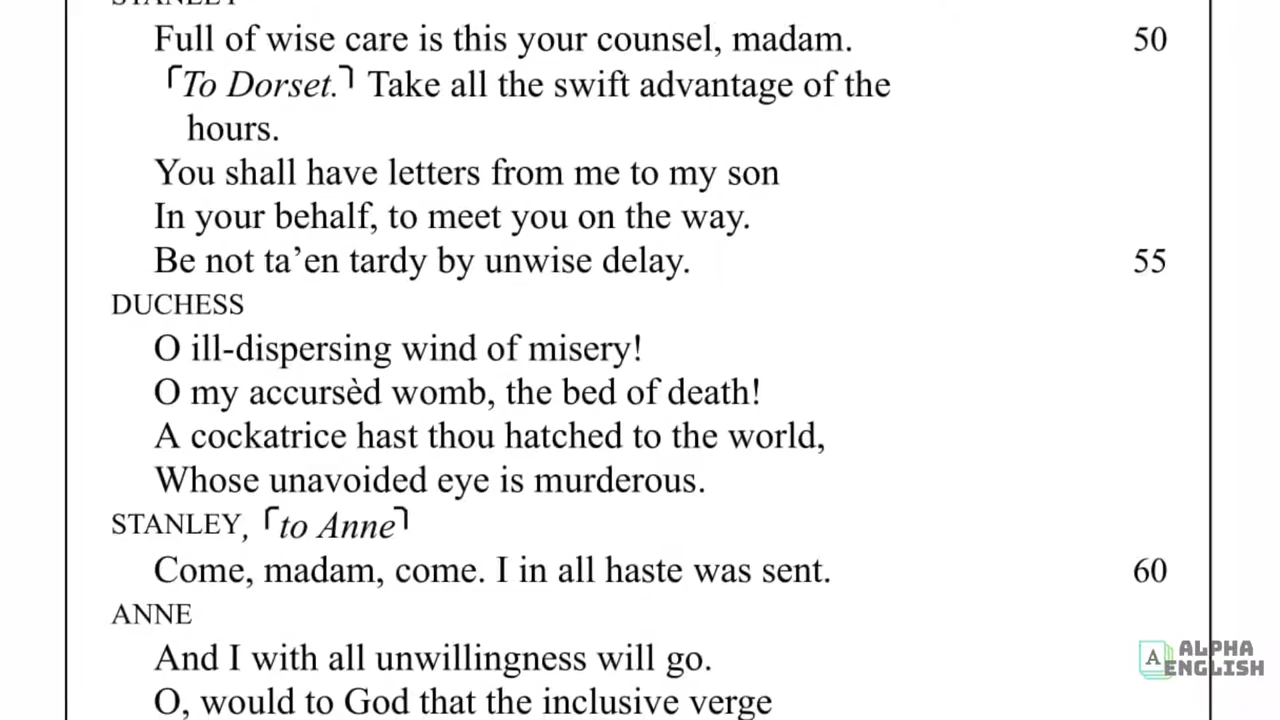 STANLEY
Full of wise care is this your counsel, madam. 50
⌜To Dorset.⌝ Take all the swift advantage of the
hours.
You shall have letters from me to my son
In your behalf, to meet you on the way.
Be not ta’en tardy by unwise delay. 55
DUCHESS
O ill-dispersing wind of misery!
O my accursèd womb, the bed of death!
A cockatrice hast thou hatched to the world,
Whose unavoided eye is murderous.
STANLEY, ⌜to Anne⌝
Come, madam, come. I in all haste was sent. 60
ANNE
And I with all unwillingness will go.
O, would to God that the inclusive verge
A ALPHA
ENGLISH